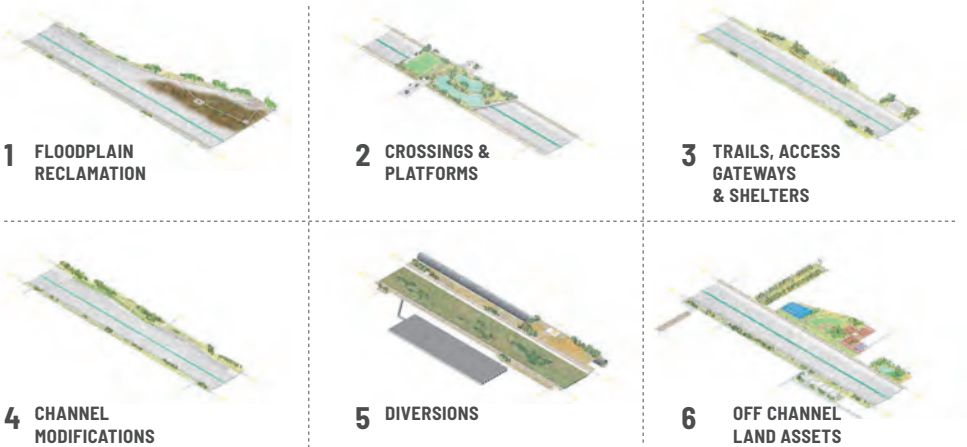 1 FLOODPLAIN
RECLAMATION
2 CROSSINGS &
PLATFORMS
3 TRAILS, ACCESS
GATEWAYS
& SHELTERS
4 CHANNEL
MODIFICATIONS
5 DIVERSIONS
6 OFF CHANNEL
LAND ASSETS